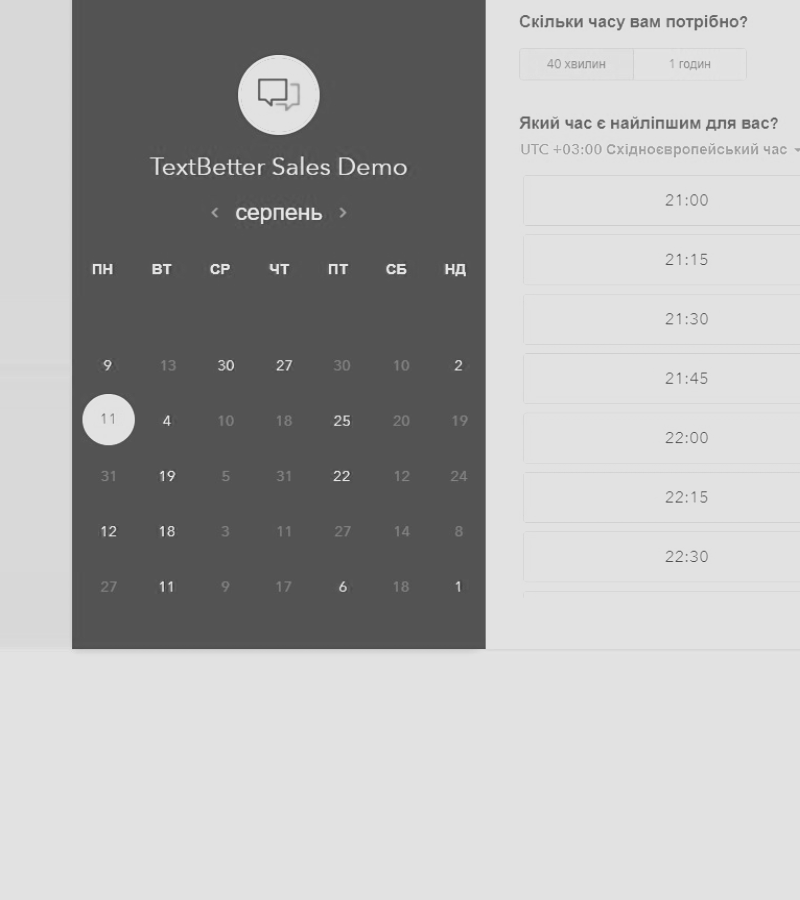 TextBetter Sales Demo
серпень
ПН ВТ СР ЧТ ПТ СБ НД
9 13 30 27 30 10 2
11 4 10 18 25 20 19
31 19 5 31 22 12 24
12 18 3 11 27 14 8
27 11 9 17 6 18 1
Скільки часу вам потрібно?
40 хвилин 1 годин
Який час є найліпшим для вас?
UTC +03:00 Східноєвропейський час
21:00
21:15
21:30
21:45
22:00
22:15
22:30